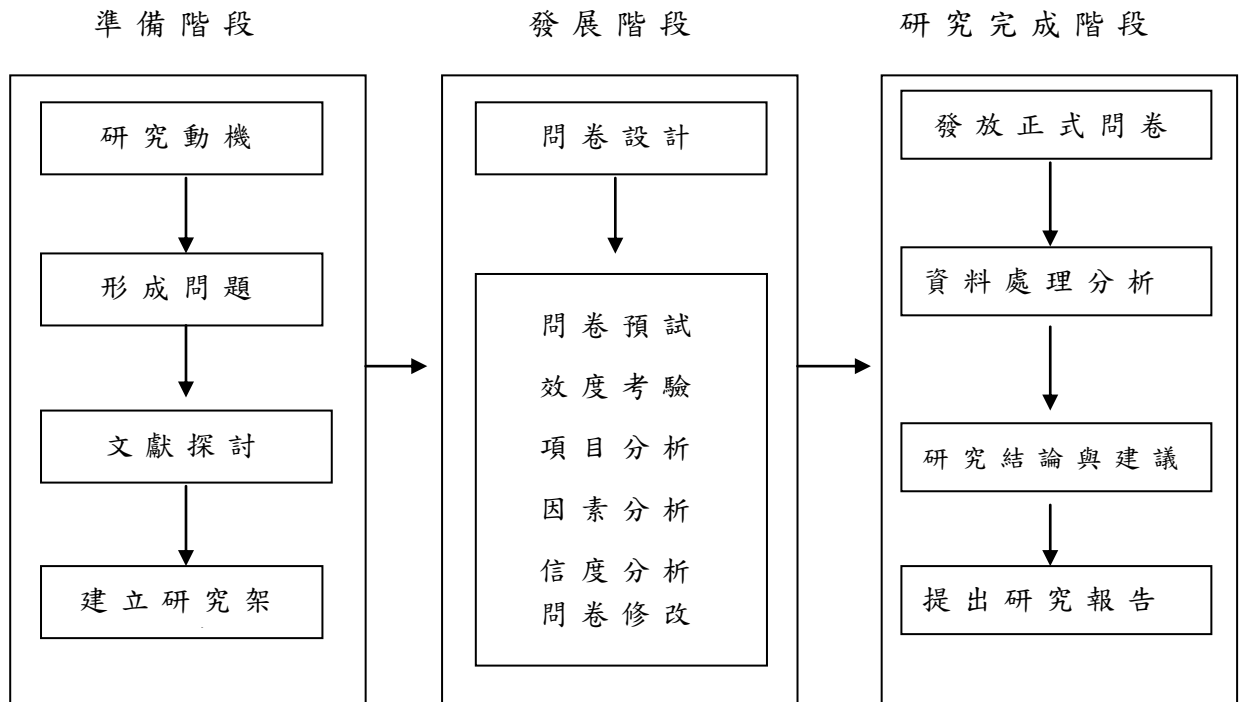 準備階段
研究動機
形成問題
文獻探討
建立研究架
發展階段
問卷設計
問卷預試
效度考驗
項目分析
因素分析
信度分析
問卷修改
研究完成階段
發放正式問卷
資料處理分析
研究結論與建議
提出研究報告